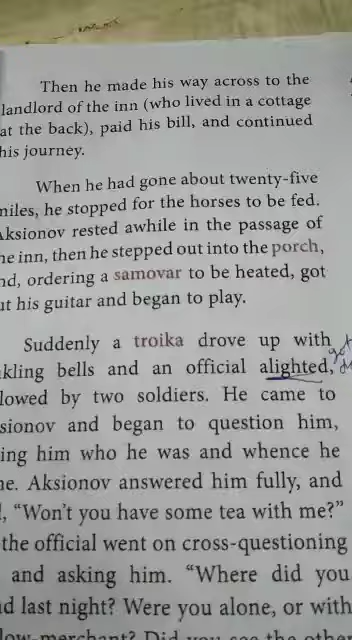 Then he made his way across to the
landlord of the inn (who lived in a cottage
at the back), paid his bill, and continued
his journey.
When he had gone about twenty-five
miles, he stopped for the horses to be fed.
Aksionov rested awhile in the passage of
he inn, then he stepped out into the porch,
nd, ordering a samovar to be heated, got
ut his guitar and began to play.
Suddenly a troika drove up with
kling bells and an official alighted,
lowed by two soldiers. He came to
sionov and began to question him,
ing him who he was and whence he
ne. Aksionov answered him fully, and
, “Won’t you have some tea with me?”
the official went on cross-questioning
and asking him. “Where did you
d last night? Were you alone, or with
low-merchant? Did you see the othe